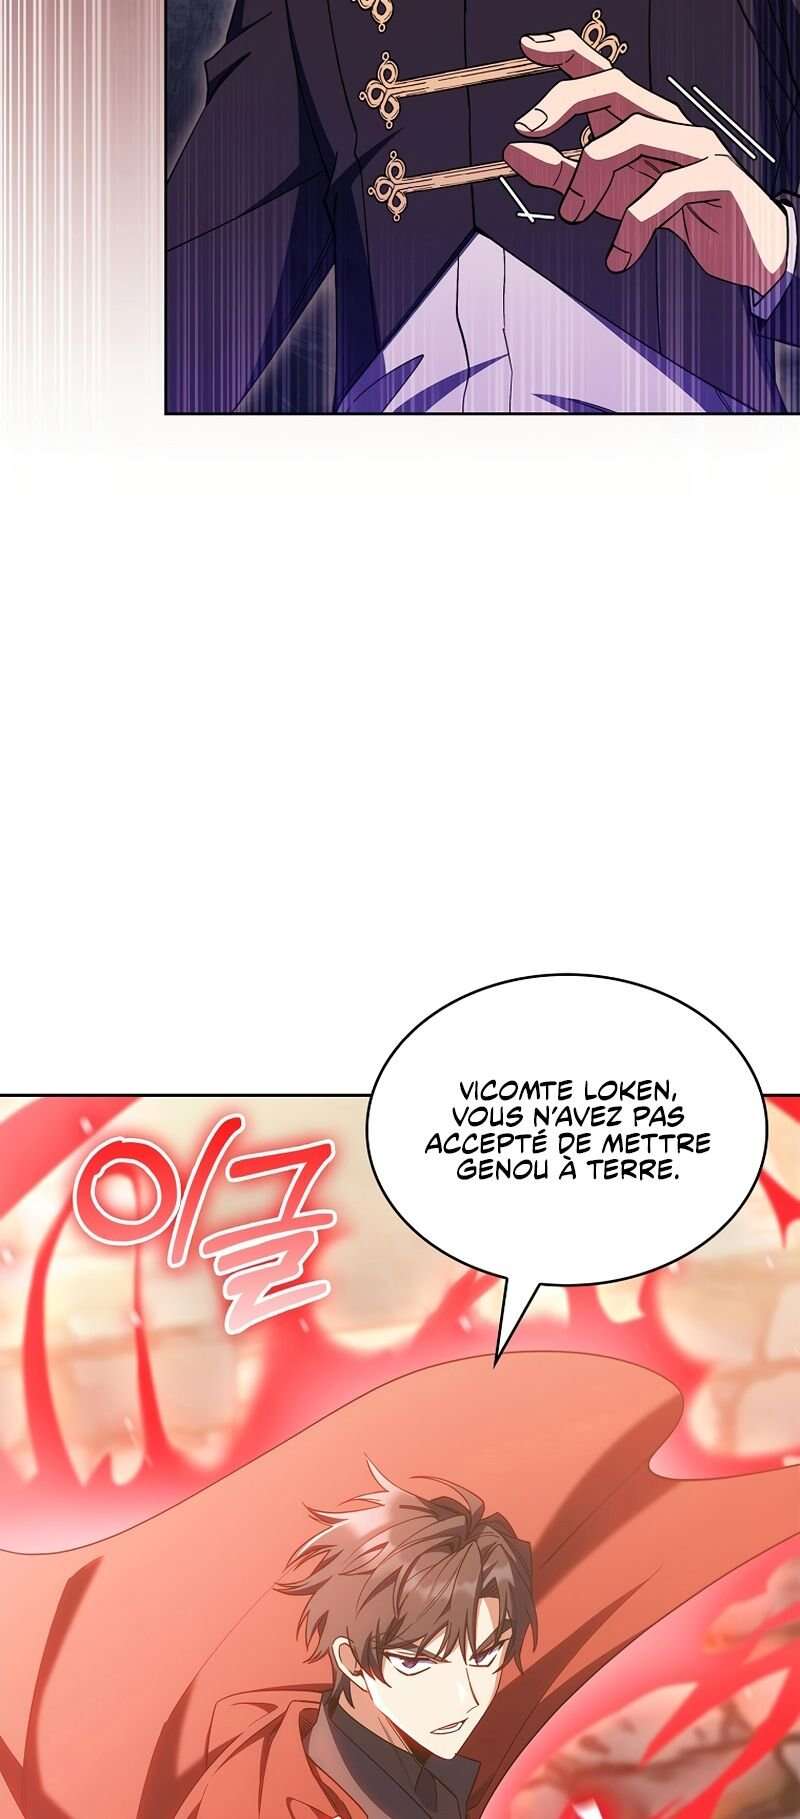 이글
VICOMTE LOKEN,
VOUS N'AVEZ PAS
ACCEPTÉ DE METTRE
GENOU À TERRE.